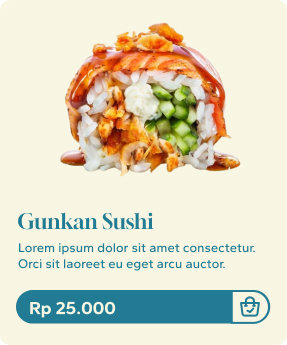 Gunkan Sushi
Lorem ipsum dolor sit amet consectetur.
Orci sit laoreet eu eget arcu auctor.
Rp 25.000